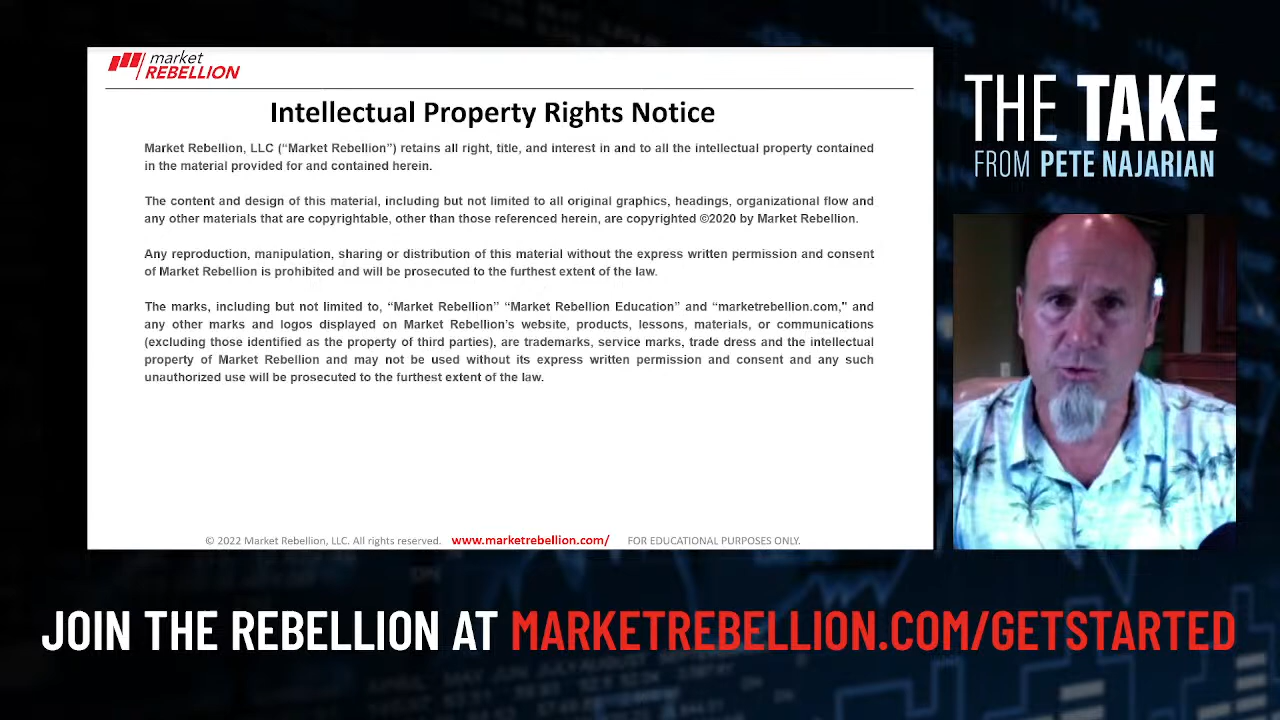 market
REBELLION
Intellectual Property Rights Notice
Market Rebellion, LLC (“Market Rebellion”) retains all right, title, and interest in and to all the intellectual property contained
in the material provided for and contained herein.
The content and design of this material, including but not limited to all original graphics, headings, organizational flow and
any other materials that are copyrightable, other than those referenced herein, are copyrighted ©2020 by Market Rebellion.
Any reproduction, manipulation, sharing or distribution of this material without the express written permission and consent
of Market Rebellion is prohibited and will be prosecuted to the furthest extent of the law.
The marks, including but not limited to, “Market Rebellion” “Market Rebellion Education” and “marketrebellion.com," and
any other marks and logos displayed on Market Rebellion’s website, products, lessons, materials, or communications
(excluding those identified as the property of third parties), are trademarks, service marks, trade dress and the intellectual
property of Market Rebellion and may not be used without its express written permission and consent and any such
unauthorized use will be prosecuted to the furthest extent of the law.
© 2022 Market Rebellion, LLC. All rights reserved. www.marketrebellion.com/ FOR EDUCATIONAL PURPOSES ONLY.
THE TAKE
FROM PETE NAJARIAN
JOIN THE REBELLION AT MARKETREBELLION.COM/GETSTARTED